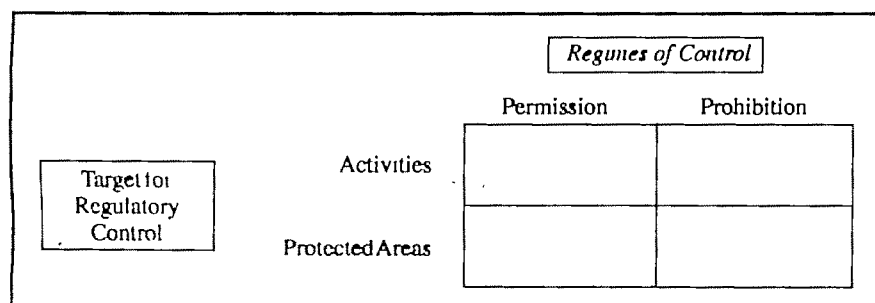 Regimes of Control
Permission Prohibition
Activities
Target for
Regulatory
Control
Protected Areas